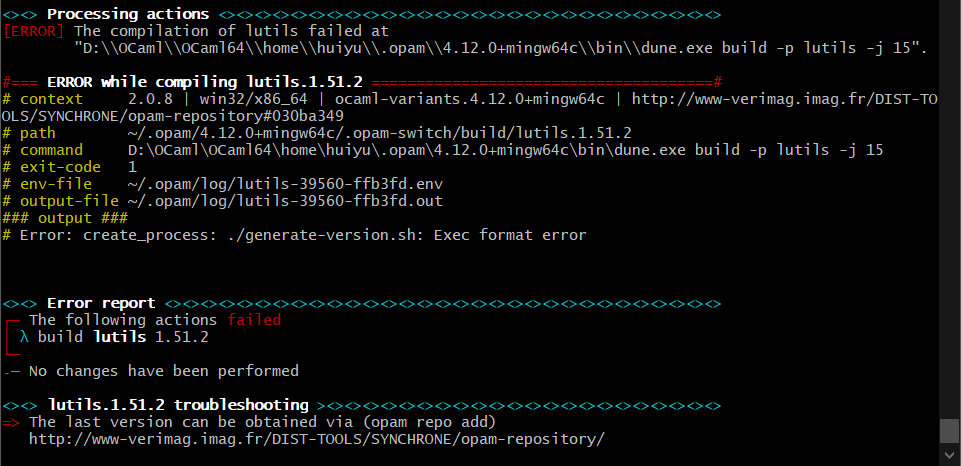 <><> Processing actions <><><><><><><><><><><><><><><><><><><><><><><><><><><><>
[ERROR] The compilation of lutils failed at
"D:\\OCaml\\OCaml64\\home\\huiyu\\.opam\\4.12.0+mingw64c\\bin\\dune.exe build -p lutils -j 15".
#=== ERROR while compiling lutils.1.51.2 ======================================#
# context 2.0.8 | win32/x86_64 | ocaml-variants.4.12.0+mingw64c | http://www-verimag.imag.fr/DIST-TO
OLS/SYNCHRONE/opam-repository#030ba349
# path ~/.opam/4.12.0+mingw64c/.opam-switch/build/lutils.1.51.2
# command D:\OCaml\OCaml64\home\huiyu\.opam\4.12.0+mingw64c\bin\dune.exe build -p lutils -j 15
# exit-code 1
# env-file ~/.opam/log/lutils-39560-ffb3fd.env
# output-file ~/.opam/log/lutils-39560-ffb3fd.out
### output ###
# Error: create_process: ./generate-version.sh: Exec format error
<><> Error report <><><><><><><><><><><><><><><><><><><><><><><><><><><><><><><>
┌─ The following actions failed
│ λ build lutils 1.51.2
└─
╶─ No changes have been performed
<><> lutils.1.51.2 troubleshooting ><><><><><><><><><><><><><><><><><><><><><><>
=> The last version can be obtained via (opam repo add)
http://www-verimag.imag.fr/DIST-TOOLS/SYNCHRONE/opam-repository/